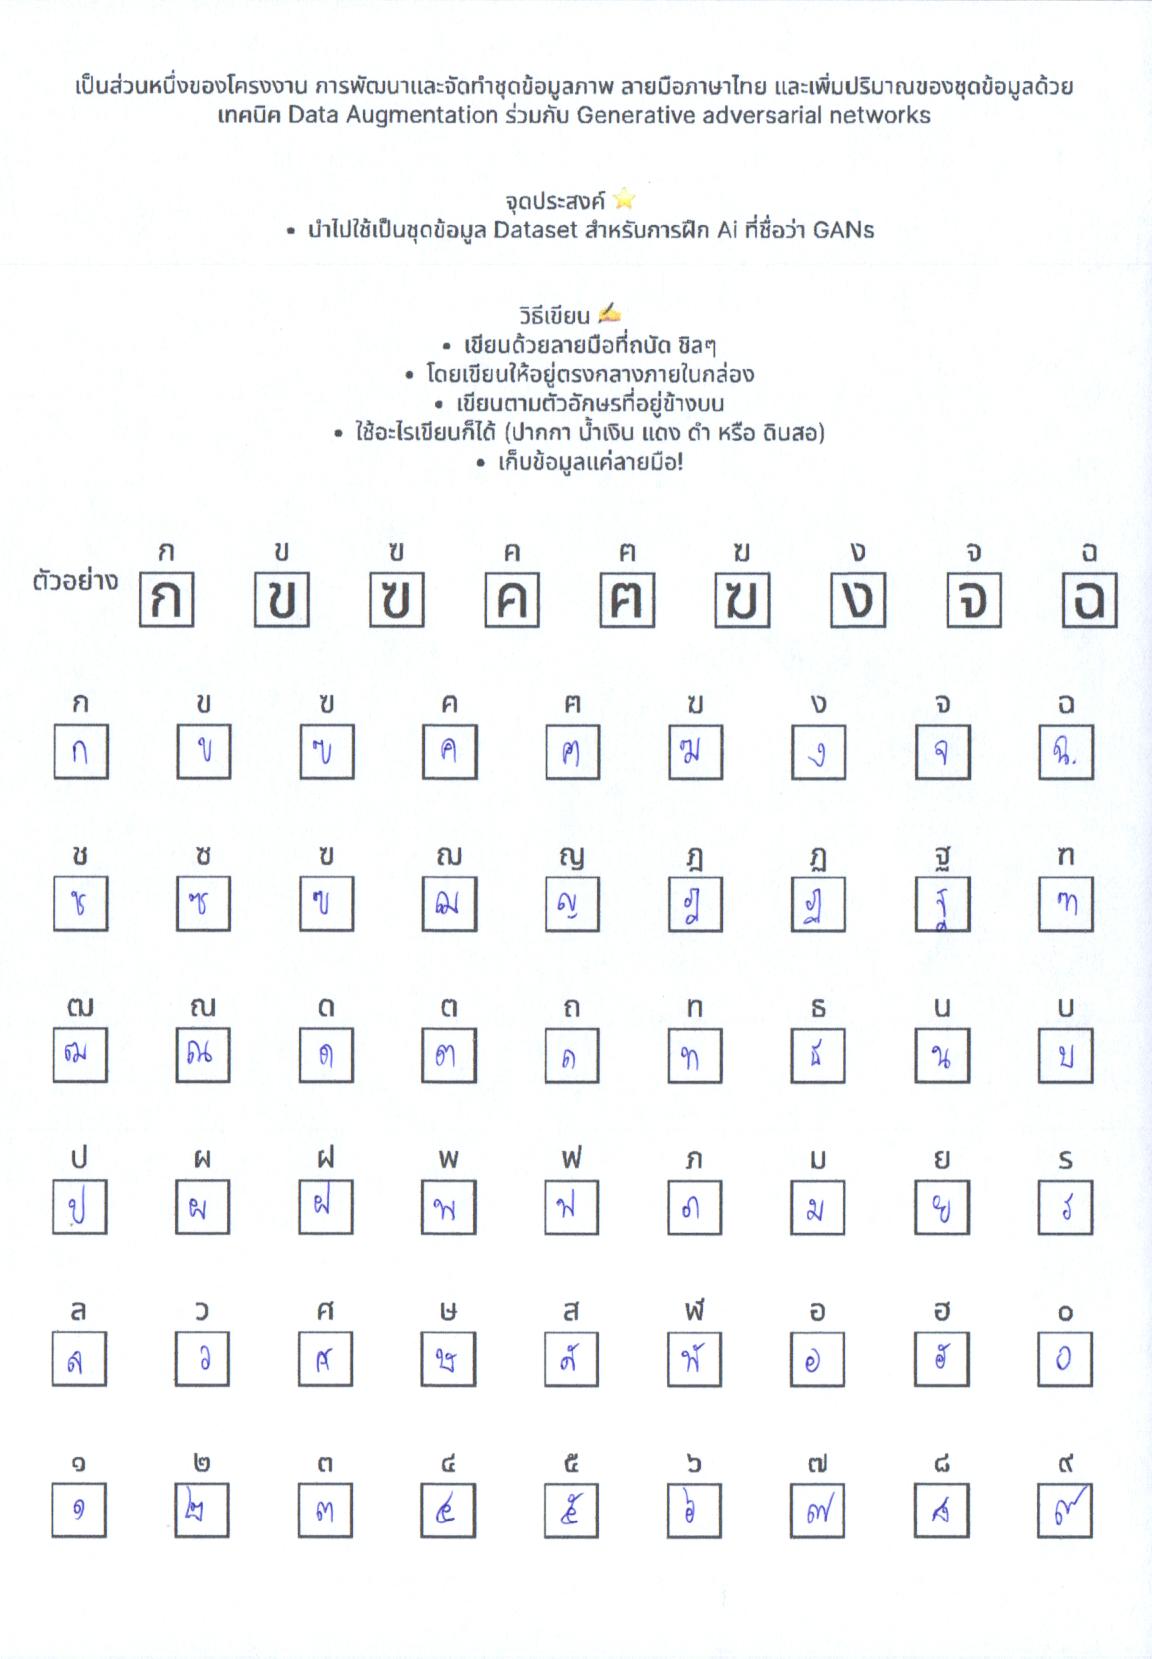 เป็นส่วนหนึ่งของโครงงาน การพัฒนาและจัดทำชุดข้อมูลภาพ ลายมือภาษาไทย และเพิ่มปริมาณของชุดข้อมูลด้วย
เทคนิค Data Augmentation ร่วมกับ Generative adversarial networks
จุดประสงค์ ⭐
• นำไปใช้เป็นชุดข้อมูล Dataset สำหรับการฝึก Ai ที่ชื่อว่า GANs
วิธีเขียน ✍️
• เขียนด้วยลายมือที่ถนัด ชิลๆ
• โดยเขียนให้อยู่ตรงกลางภายในกล่อง
• เขียนตามตัวอักษรที่อยู่ข้างบน
• ใช้อะไรเขียนก็ได้ (ปากกา น้ำเงิน แดง ดำ หรือ ดินสอ)
• เก็บข้อมูลแค่ลายมือ!
ก ข ฃ ค ฅ ฆ ง จ ฉ
ตัวอย่าง ก ข ฃ ค ฅ ฆ ง จ ฉ
ก ข ฃ ค ฅ ฆ ง จ ฉ
ก ข ฃ ค ฅ ฆ ง จ ฉ.
ช ซ ฃ ฌ ญ ฎ ฏ ฐ ฑ
ช ซ ฃ ฌ ญ ฎ ฏ ฐ ฑ
ฒ ณ ด ต ถ ท ธ น บ
ฒ ณ ด ต ถ ท ธ น บ
ป ผ ฝ พ ฟ ภ ม ย ร
ป ผ ฝ พ ฟ ภ ม ย ร
ล ว ศ ษ ส ฬ อ ฮ ๐
ล ว ศ ษ ส ฬ อ ฮ ๐
๑ ๒ ๓ ๔ ๕ ๖ ๗ ๘ ๙
๑ ๒ ๓ ๔ ๕ ๖ ๗ ๘ ๙